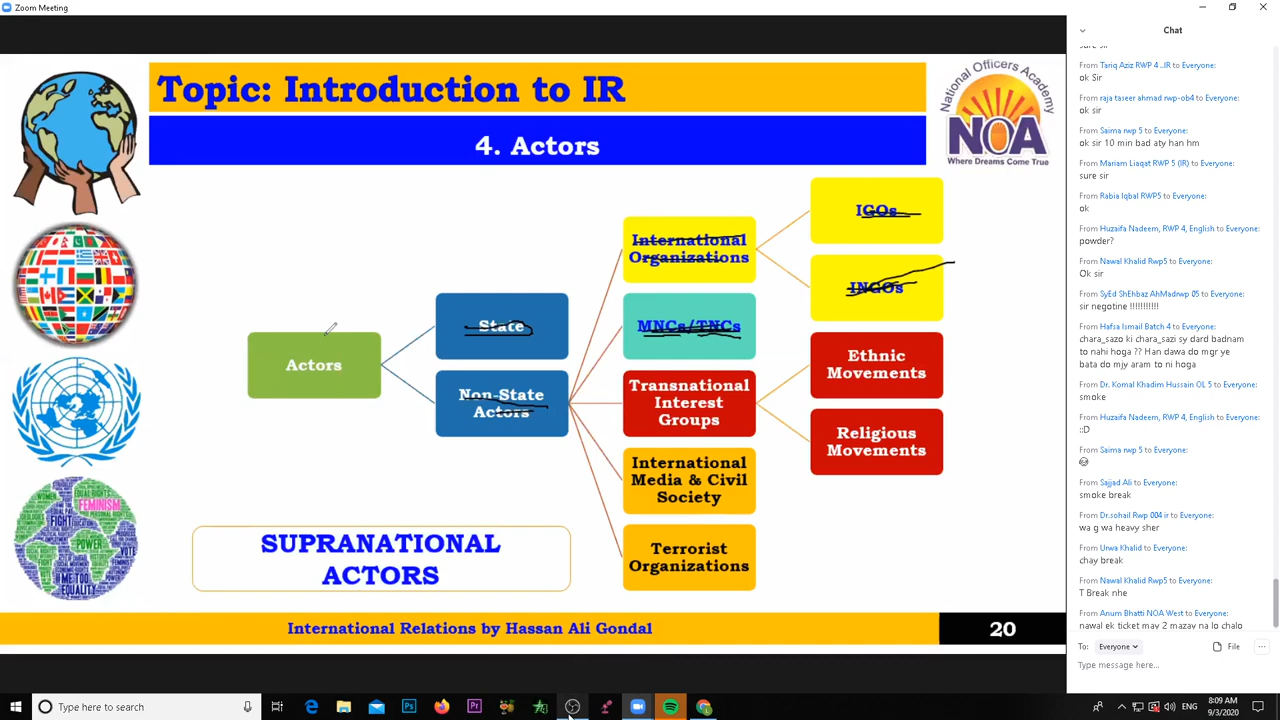 Zoom Meeting
Topic: Introduction to IR
4. Actors
National Officers Academy
NOA
Where Dreams Come True
Actors
State
Non-State
Actors
International
Organizations
MNCs/TNCs
Transnational
Interest
Groups
International
Media & Civil
Society
Terrorist
Organizations
IGOs
INGOs
Ethnic
Movements
Religious
Movements
SUPRANATIONAL
ACTORS
FEMINISM
FIGHT
POWER
VOTE
ME TOO
EQUALITY
International Relations by Hassan Ali Gondal
20
Chat
sure sir
From Tariq Aziz RWP 4 ..IR to Everyone:
ok Sir
From raja taseer ahmad rwp-ob4 to Everyone:
ok sir
From Saima rwp 5 to Everyone:
ok sir 10 min bad aty han hm
From Mariam Liaqat RWP 5 (IR) to Everyone:
sure sir
From Rabia Iqbal RWP5 to Everyone:
ok
From Huzaifa Nadeem, RWP 4, English to Everyone:
powder?
From Nawal Khalid Rwp5 to Everyone:
Ok sir
From SyEd ShEhbaz AhMadrwp 05 to Everyone:
sir negotine !!!!!!!!!!!
From Hafsa Ismail Batch 4 to Everyone:
chara_sazo ki chara_sazi sy dard badnam
to nahi hoga ?? Han dawa do mgr ye
bata do mjy aram to ni hoga
From Dr. Komal Khadim Hussain OL 5 to Everyone:
smoke
From Huzaifa Nadeem, RWP 4, English to Everyone:
::D
From Saima rwp 5 to Everyone:
From Sajjad Ali to Everyone:
smoke break
From Dr.sohail Rwp 004 ir to Everyone:
wa g wa heavy sher
From Urwa Khalid to Everyone:
chay break
From Nawal Khalid Rwp5 to Everyone:
T Break nhe
From Anum Bhatti NOA West to Everyone:
nawal ek ticket may 2 mazay na lo chalo
To: Everyone
File
Type message here...
Type here to search
Ps
Pr
ENG
8:09 AM
9/3/2020